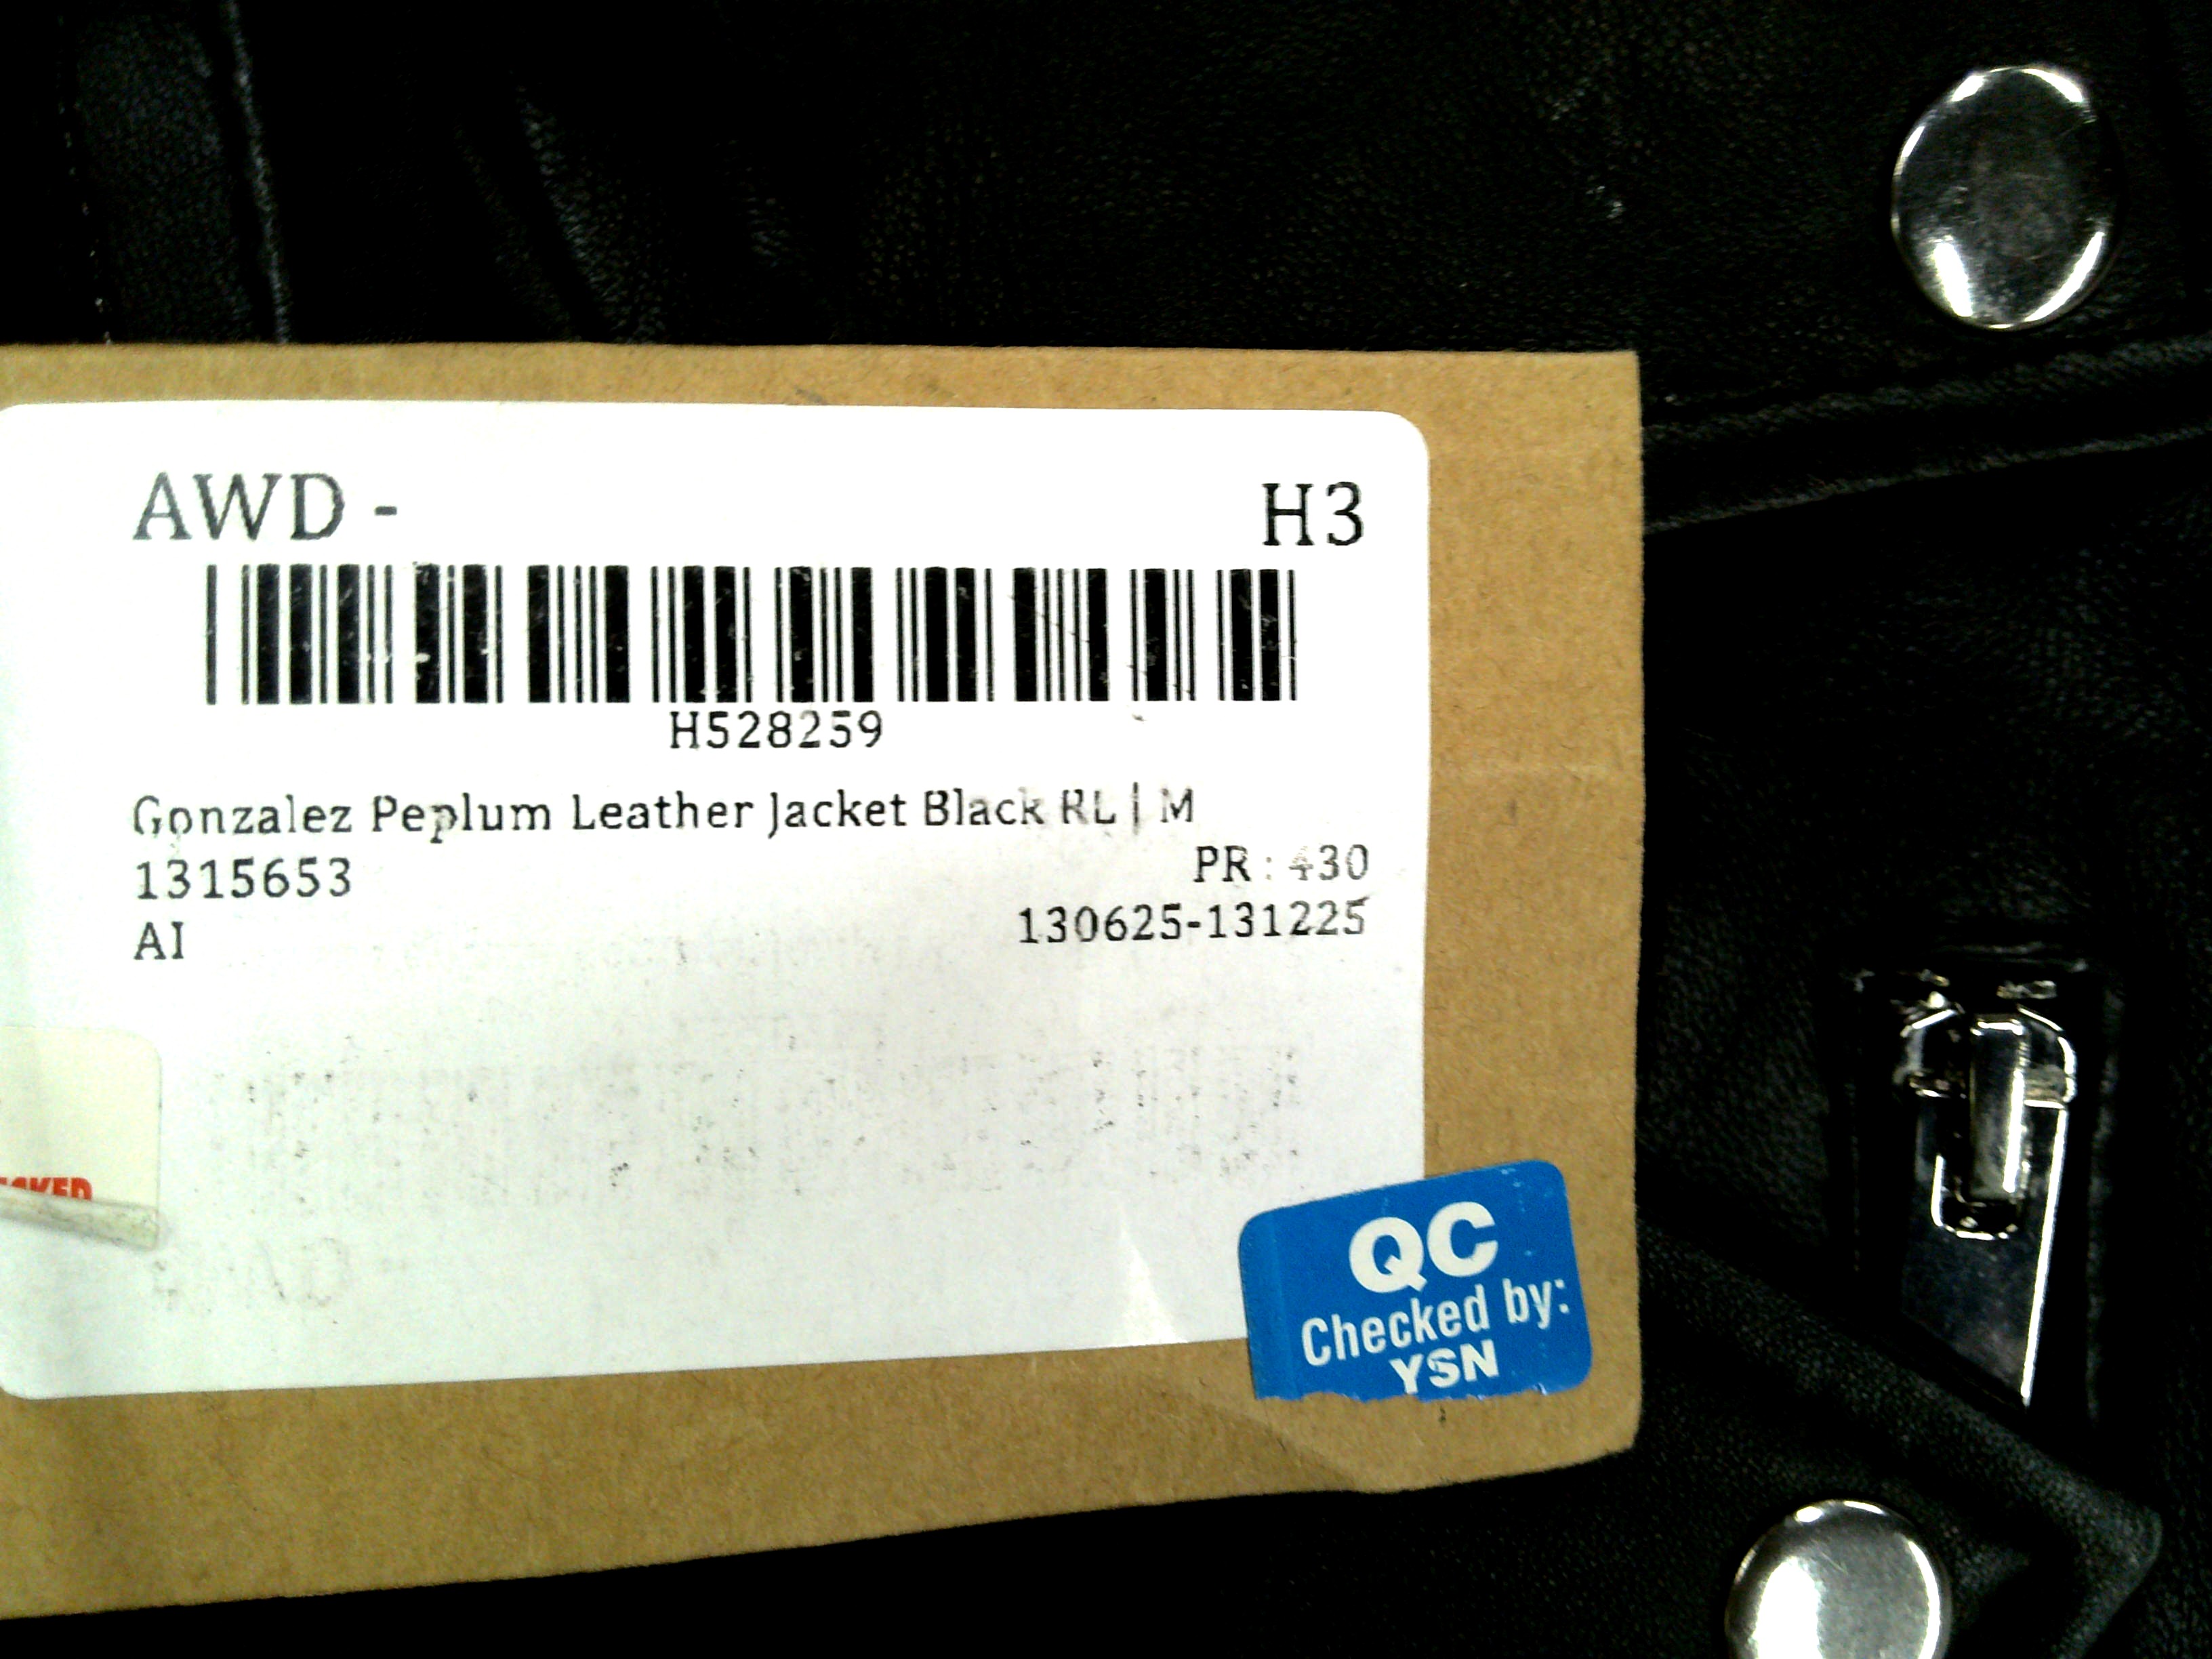 AWD - H3
H528259
Gonzalez Peplum Leather Jacket Black RL | M
1315653 PR : 430
AI 130625-131225
QC
Checked by:
YSN